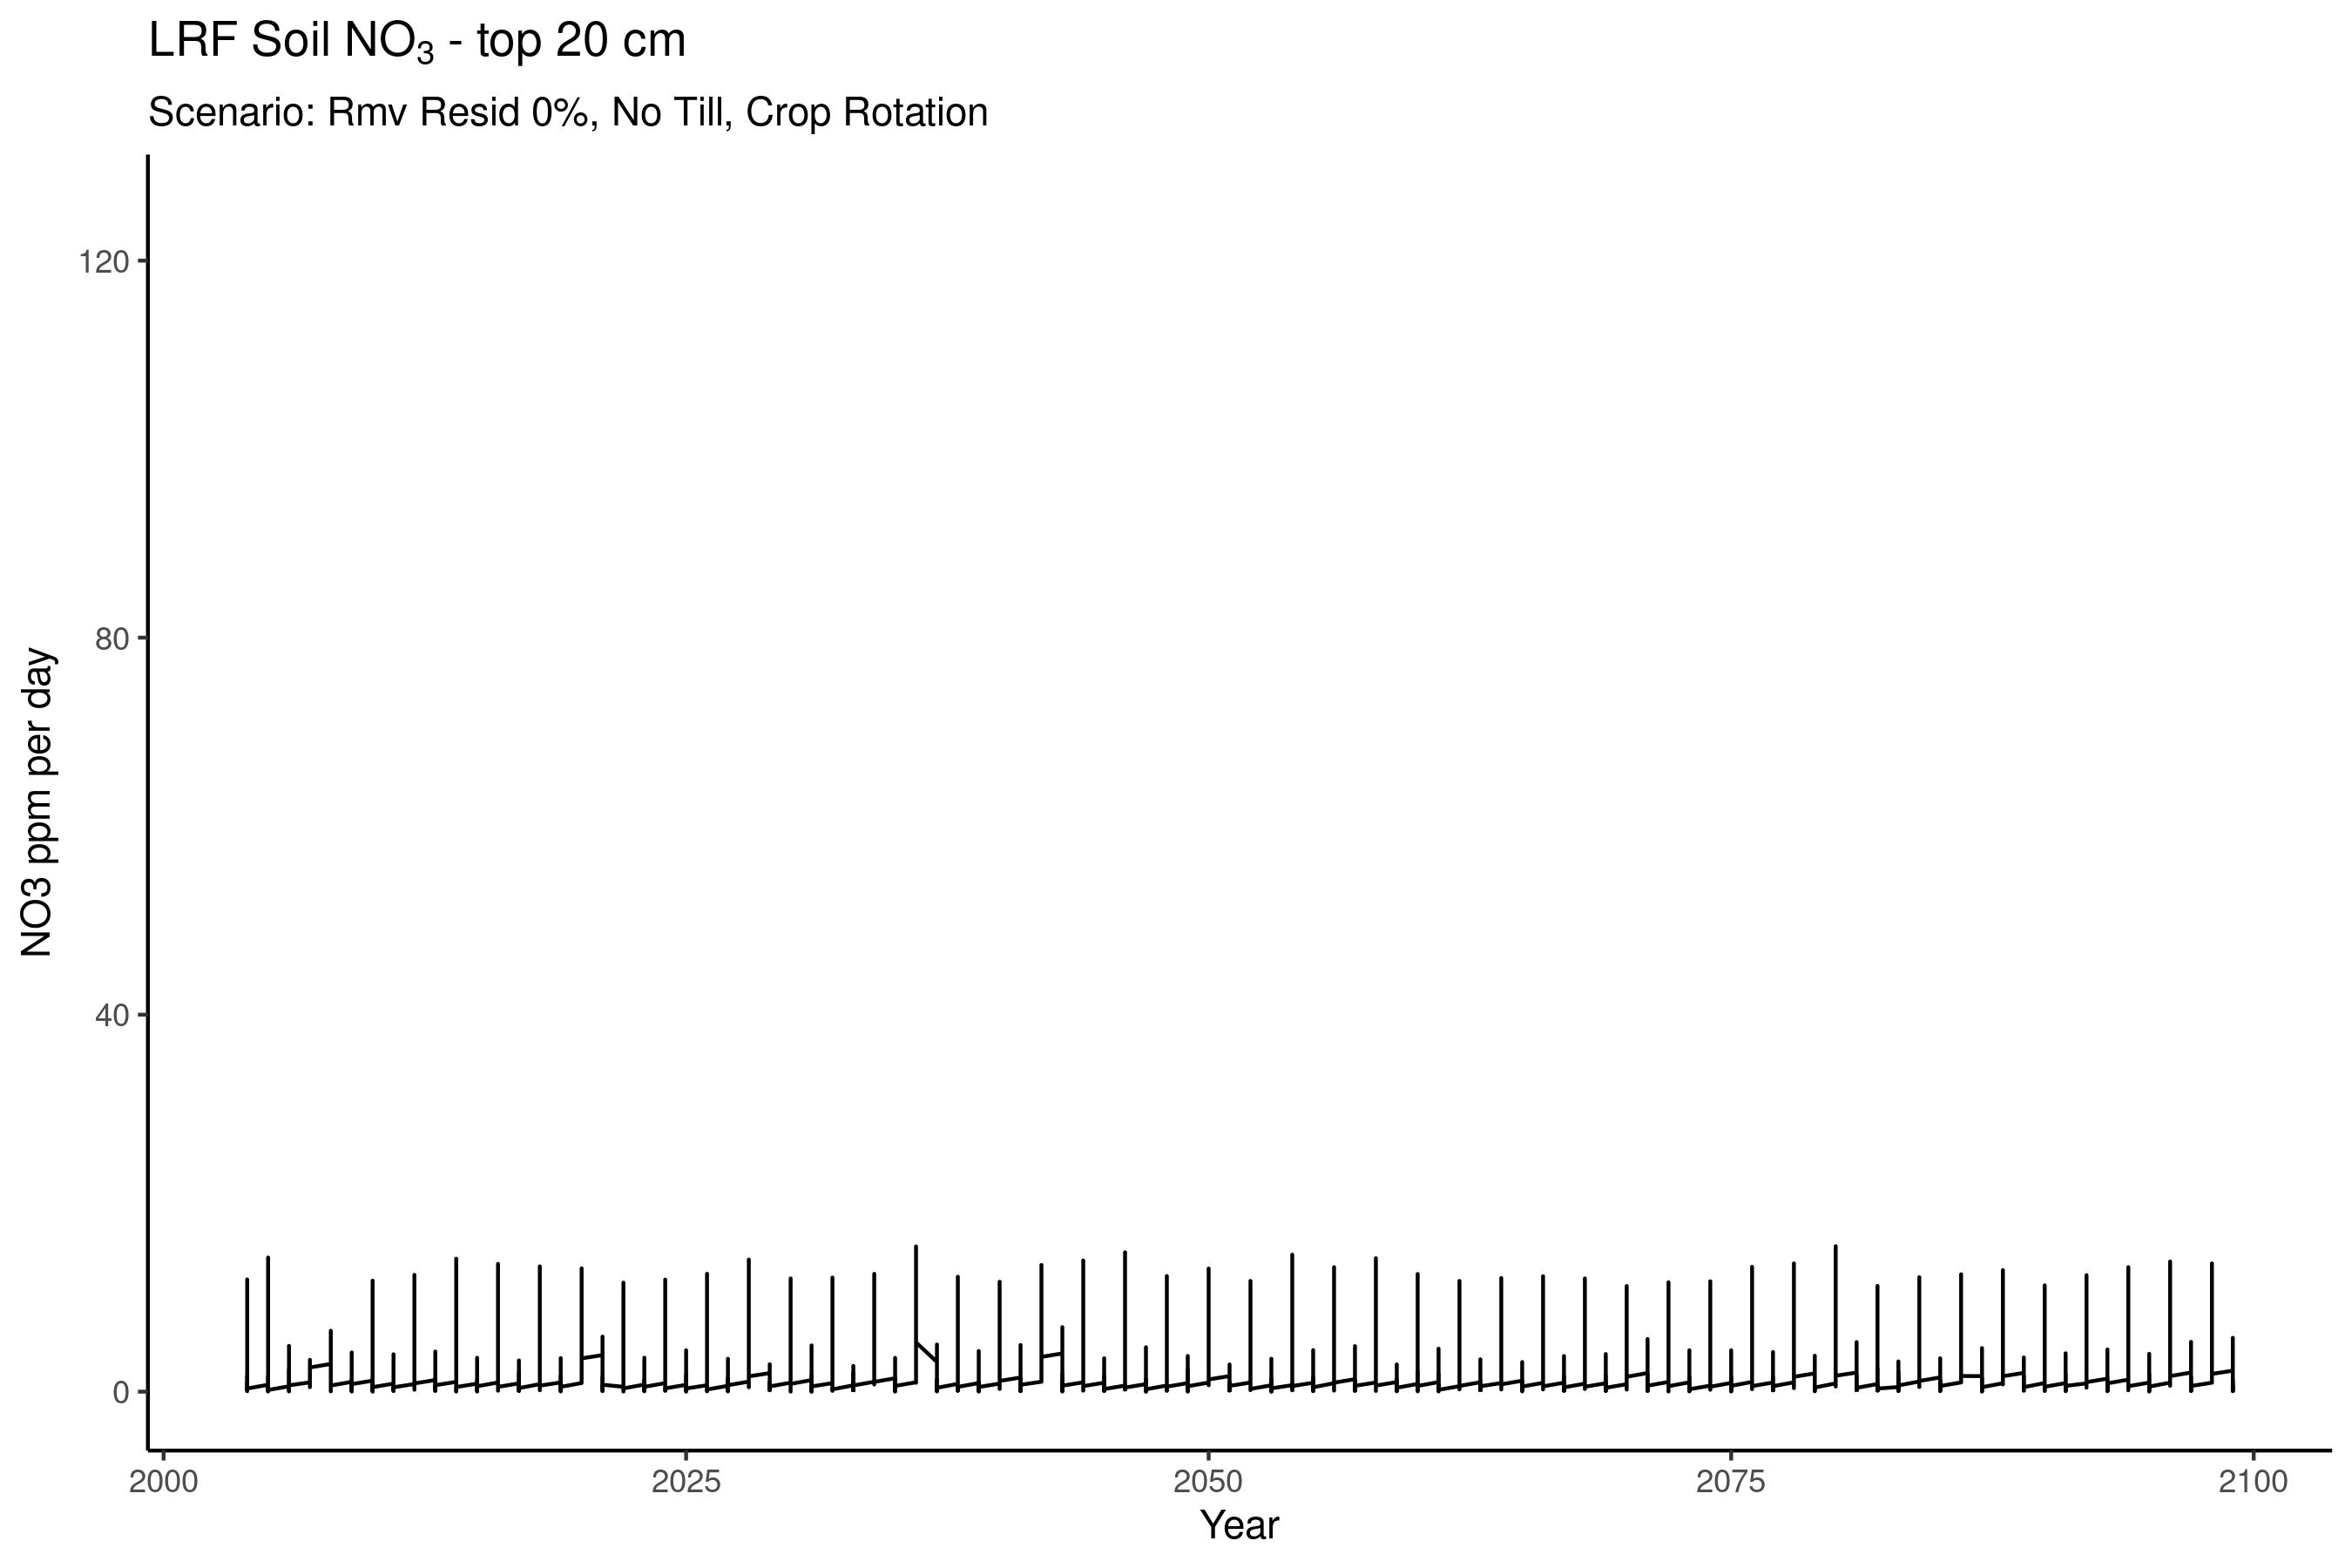 LRF Soil NO₃ - top 20 cm
Scenario: Rmv Resid 0%, No Till, Crop Rotation
NO3 ppm per day
120
80
40
0
2000 2025 2050 2075 2100
Year